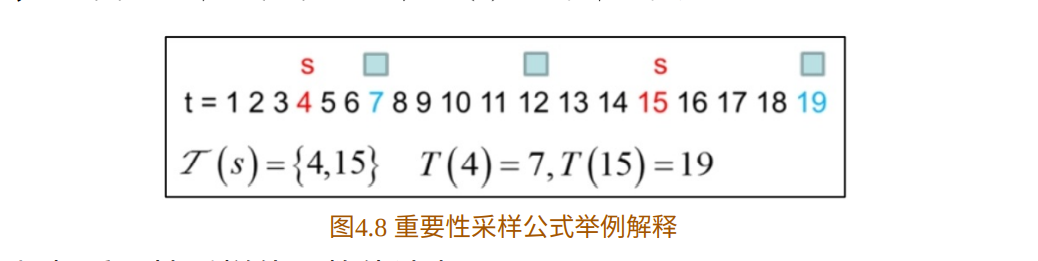 s s
t = 1 2 3 4 5 6 7 8 9 10 11 12 13 14 15 16 17 18 19
𝒯(s)={4,15} T(4)=7,T(15)=19
图4.8 重要性采样公式举例解释